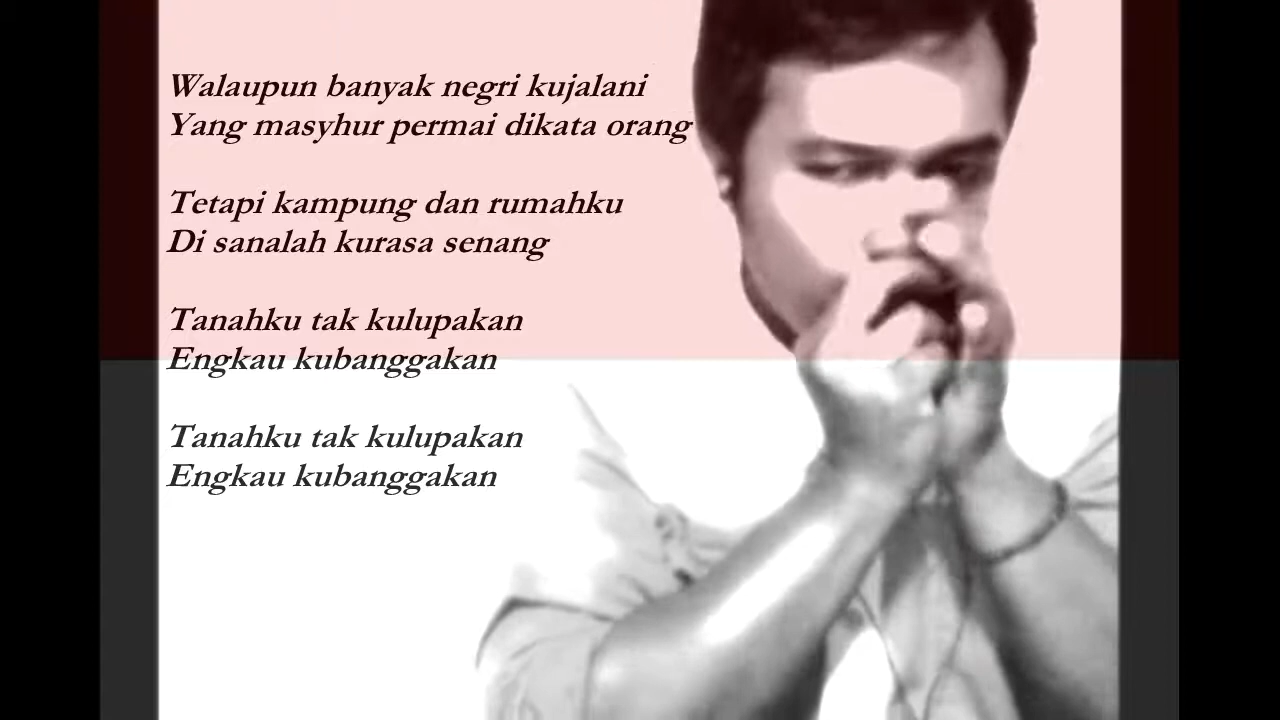 Walaupun banyak negri kujalani
Yang masyhur permai dikata orang
Tetapi kampung dan rumahku
Di sanalah kurasa senang
Tanahku tak kulupakan
Engkau kubanggakan
Tanahku tak kulupakan
Engkau kubanggakan